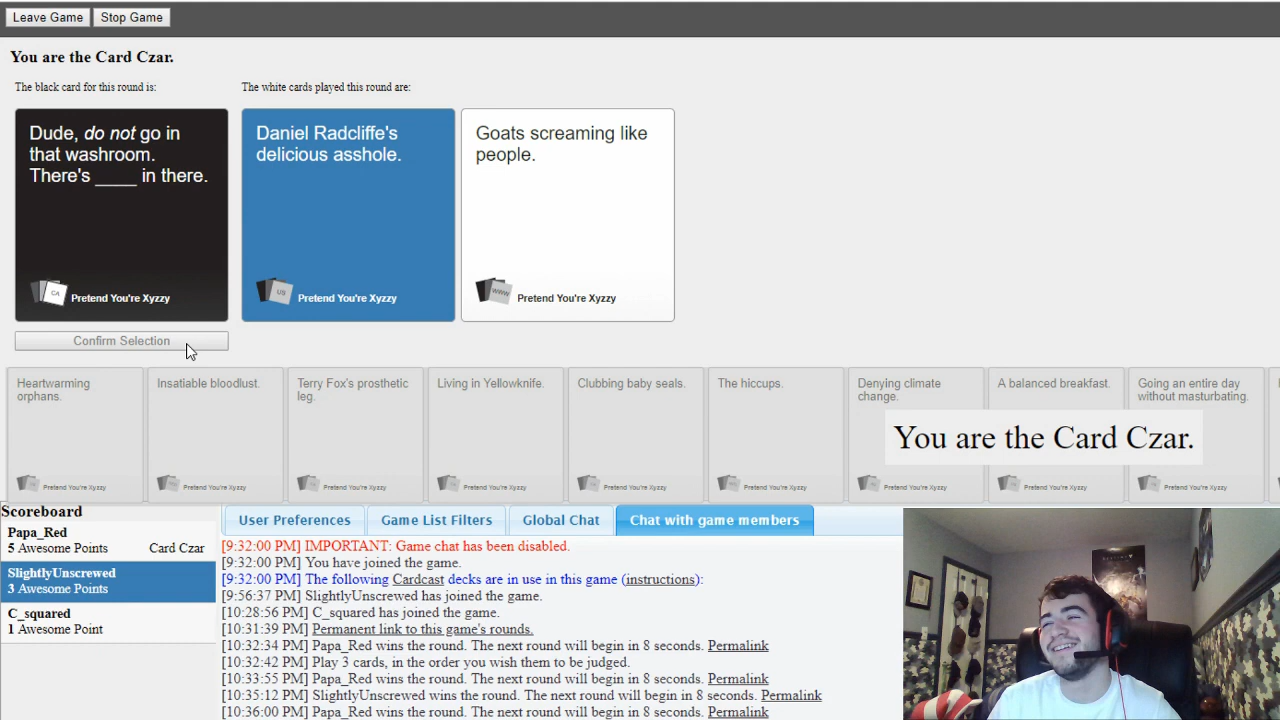 Leave Game Stop Game
You are the Card Czar.
The black card for this round is:
The white cards played this round are:
Dude, do not go in
that washroom.
There's ____ in there.
CA Pretend You're Xyzzy
Daniel Radcliffe's
delicious asshole.
US Pretend You're Xyzzy
Goats screaming like
people.
WWW Pretend You're Xyzzy
Confirm Selection
Heartwarming
orphans.
Pretend You're Xyzzy
Insatiable bloodlust.
Pretend You're Xyzzy
Terry Fox's prosthetic
leg.
Pretend You're Xyzzy
Living in Yellowknife.
Pretend You're Xyzzy
Clubbing baby seals.
Pretend You're Xyzzy
The hiccups.
Pretend You're Xyzzy
Denying climate
change.
Pretend You're Xyzzy
A balanced breakfast.
Pretend You're Xyzzy
Going an entire day
without masturbating.
Pretend You're Xyzzy
You are the Card Czar.
Scoreboard
Papa_Red
5 Awesome Points Card Czar
SlightlyUnscrewed
3 Awesome Points
C_squared
1 Awesome Point
User Preferences Game List Filters Global Chat Chat with game members
[9:32:00 PM] IMPORTANT: Game chat has been disabled.
[9:32:00 PM] You have joined the game.
[9:32:00 PM] The following Cardcast decks are in use in this game (instructions):
[9:56:37 PM] SlightlyUnscrewed has joined the game.
[10:28:56 PM] C_squared has joined the game.
[10:31:39 PM] Permanent link to this game's rounds.
[10:32:34 PM] Papa_Red wins the round. The next round will begin in 8 seconds. Permalink
[10:32:42 PM] Play 3 cards, in the order you wish them to be judged.
[10:33:55 PM] Papa_Red wins the round. The next round will begin in 8 seconds. Permalink
[10:35:12 PM] SlightlyUnscrewed wins the round. The next round will begin in 8 seconds. Permalink
[10:36:00 PM] Papa_Red wins the round. The next round will begin in 8 seconds. Permalink